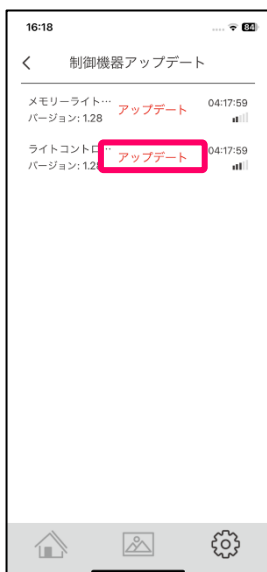 16:18
84
制御機器アップデート
メモリーライト…
アップデート
04:17:59
バージョン: 1.28
ライトコントロ…
アップデート
04:17:59
バージョン: 1.28